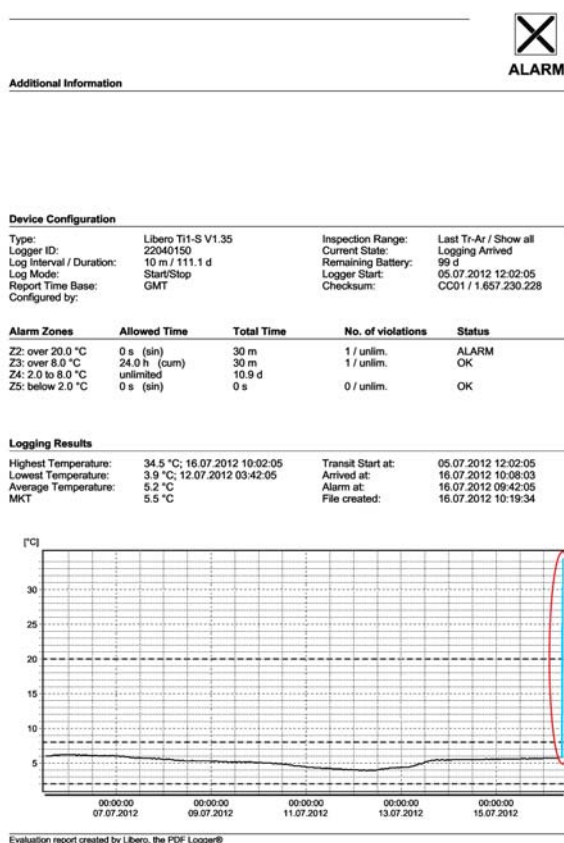 ALARM
Additional Information
Device Configuration
Type: Libero Ti1-S V1.35 Inspection Range: Last Tr-Ar / Show all
Logger ID: 22040150 Current State: Logging Arrived
Log Interval / Duration: 10 m / 111.1 d Remaining Battery: 99 d
Log Mode: Start/Stop Logger Start: 05.07.2012 12:02:05
Report Time Base: GMT Checksum: CC01 / 1.657.230.228
Configured by:
Alarm Zones Allowed Time Total Time No. of violations Status
Z2: over 20.0 °C 0 s (sin) 30 m 1 / unlim. ALARM
Z3: over 8.0 °C 24.0 h (cum) 30 m 1 / unlim. OK
Z4: 2.0 to 8.0 °C unlimited 10.9 d
Z5: below 2.0 °C 0 s (sin) 0 s 0 / unlim. OK
Logging Results
Highest Temperature: 34.5 °C; 16.07.2012 10:02:05 Transit Start at: 05.07.2012 12:02:05
Lowest Temperature: 3.9 °C; 12.07.2012 03:42:05 Arrived at: 16.07.2012 10:08:03
Average Temperature: 5.2 °C Alarm at: 16.07.2012 09:42:05
MKT 5.5 °C File created: 16.07.2012 10:19:34
[°C]
30
25
20
15
10
5
00:00:00 00:00:00 00:00:00 00:00:00 00:00:00
07.07.2012 09.07.2012 11.07.2012 13.07.2012 15.07.2012
Evaluation report created by Libero, the PDF Logger®